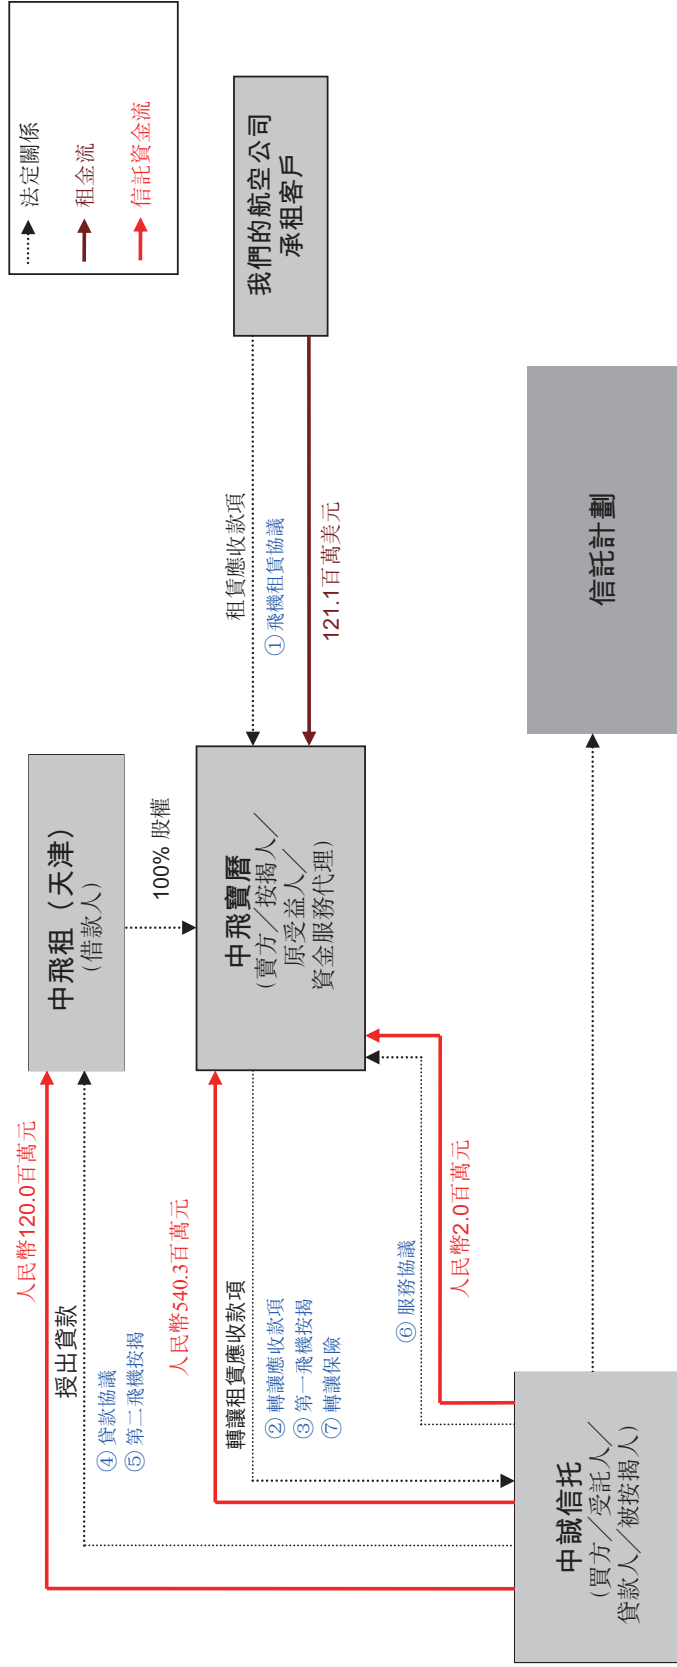 法定關係
租金流
信託資金流
我們的航空公司
承租客戶
租賃應收款項
① 飛機租賃協議
121.1百萬美元
中飛租（天津）
（借款人）
100% 股權
中飛寶曆
（賣方／按揭人／
原受益人／
資金服務代理）
信託計劃
人民幣120.0百萬元
授出貸款
④ 貸款協議
⑤ 第二飛機按揭
人民幣540.3百萬元
轉讓租賃應收款項
② 轉讓應收款項
③ 第一飛機按揭
⑦ 轉讓保險
⑥ 服務協議
人民幣2.0百萬元
中誠信托
（買方／受託人／
貸款人／被按揭人）